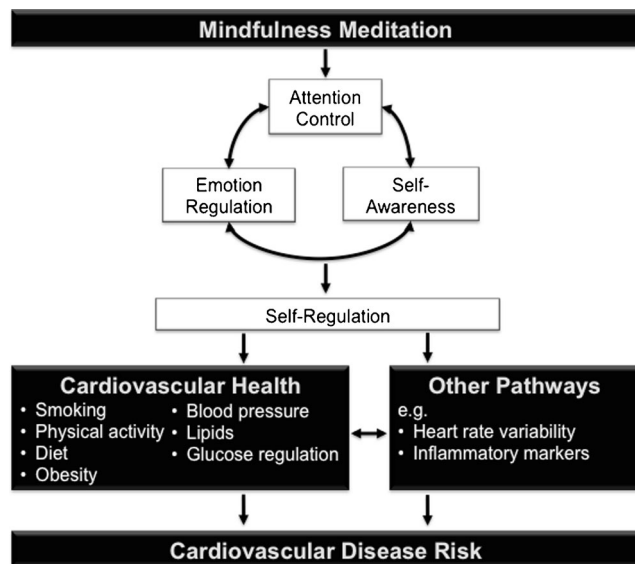 Mindfulness Meditation
Attention
Control
Emotion
Regulation
Self-
Awareness
Self-Regulation
Cardiovascular Health
• Smoking
• Physical activity
• Diet
• Obesity
• Blood pressure
• Lipids
• Glucose regulation
Other Pathways
e.g.
• Heart rate variability
• Inflammatory markers
Cardiovascular Disease Risk